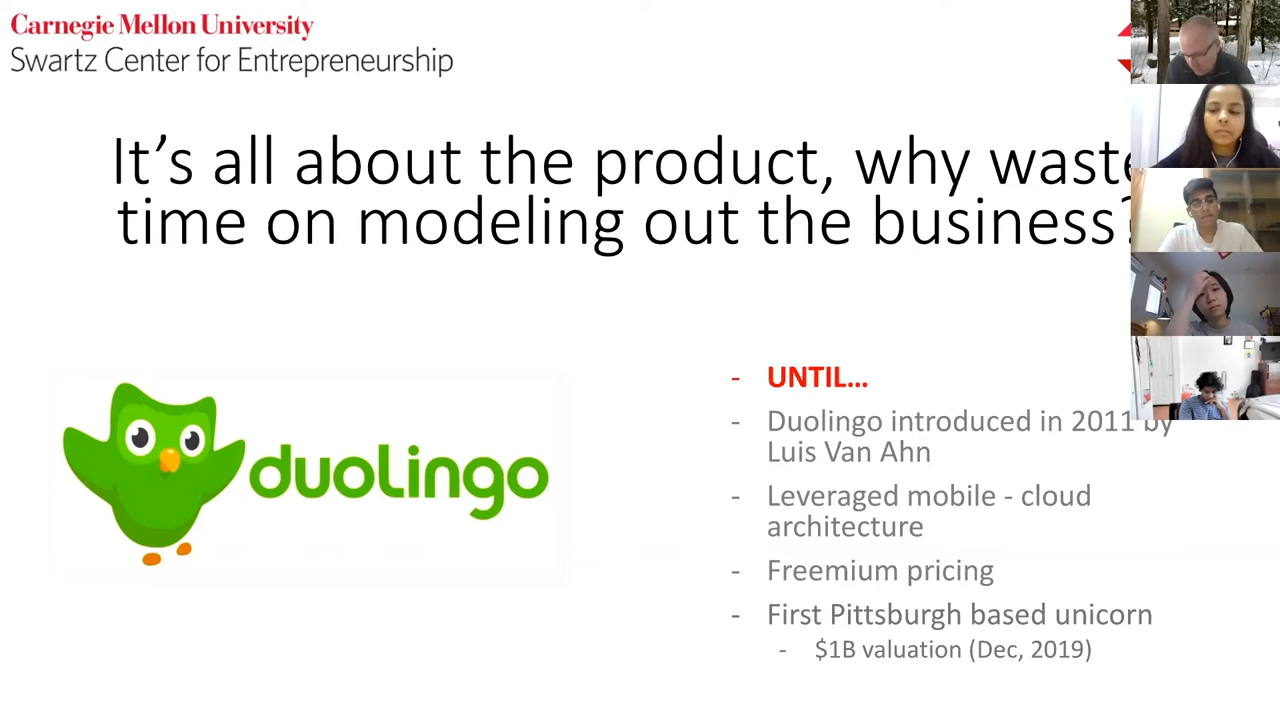 Carnegie Mellon University
Swartz Center for Entrepreneurship
It's all about the product, why waste
time on modeling out the business?
duolingo
- UNTIL...
- Duolingo introduced in 2011 by
Luis Van Ahn
- Leveraged mobile - cloud
architecture
- Freemium pricing
- First Pittsburgh based unicorn
- $1B valuation (Dec, 2019)